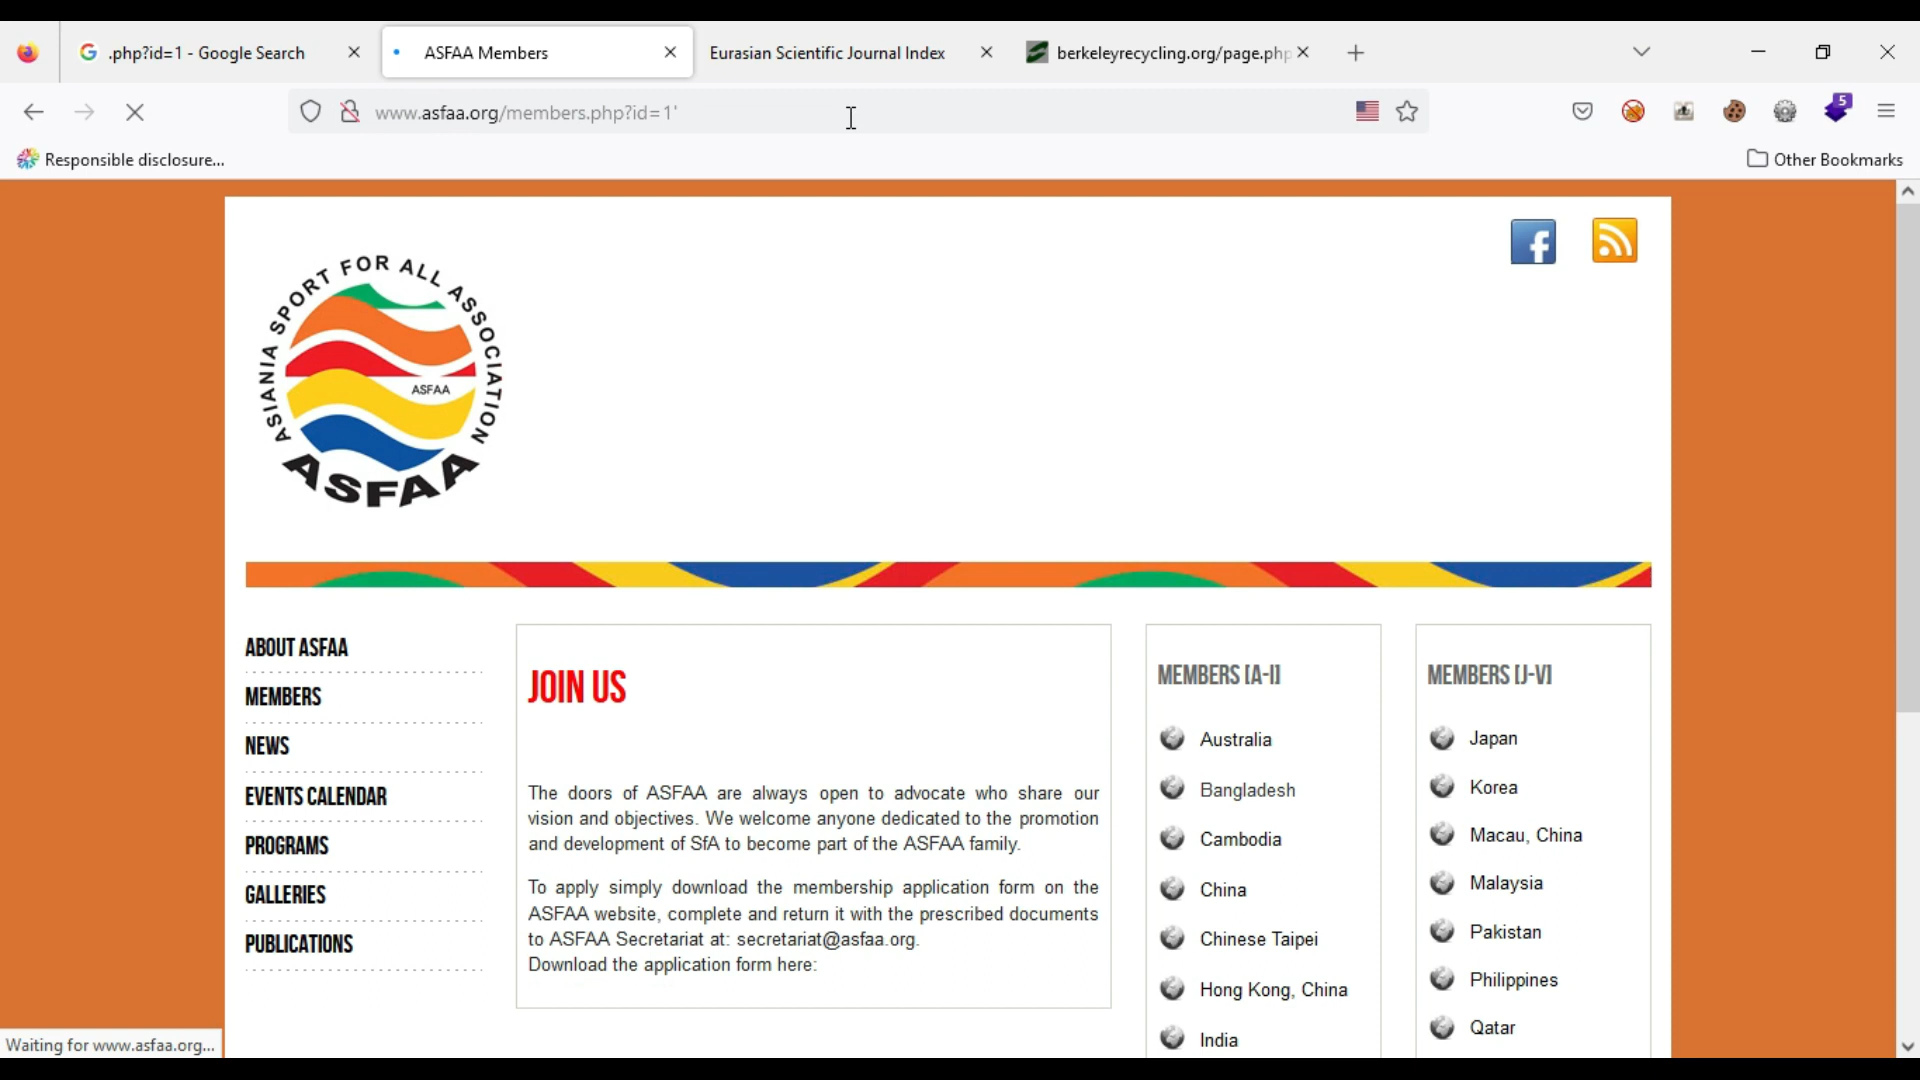 .php?id=1 - Google Search
ASFAA Members
Eurasian Scientific Journal Index
berkeleyrecycling.org/page.php
www.asfaa.org/members.php?id=1'
5
Responsible disclosure...
Other Bookmarks
ASIANIA SPORT FOR ALL ASSOCIATION
ASFAA
ASFAA
ABOUT ASFAA
MEMBERS
NEWS
EVENTS CALENDAR
PROGRAMS
GALLERIES
PUBLICATIONS
JOIN US
The doors of ASFAA are always open to advocate who share our
vision and objectives. We welcome anyone dedicated to the promotion
and development of SfA to become part of the ASFAA family.
To apply simply download the membership application form on the
ASFAA website, complete and return it with the prescribed documents
to ASFAA Secretariat at: secretariat@asfaa.org.
Download the application form here:
MEMBERS [A-I]
Australia
Bangladesh
Cambodia
China
Chinese Taipei
Hong Kong, China
India
MEMBERS [J-V]
Japan
Korea
Macau, China
Malaysia
Pakistan
Philippines
Qatar
Waiting for www.asfaa.org...